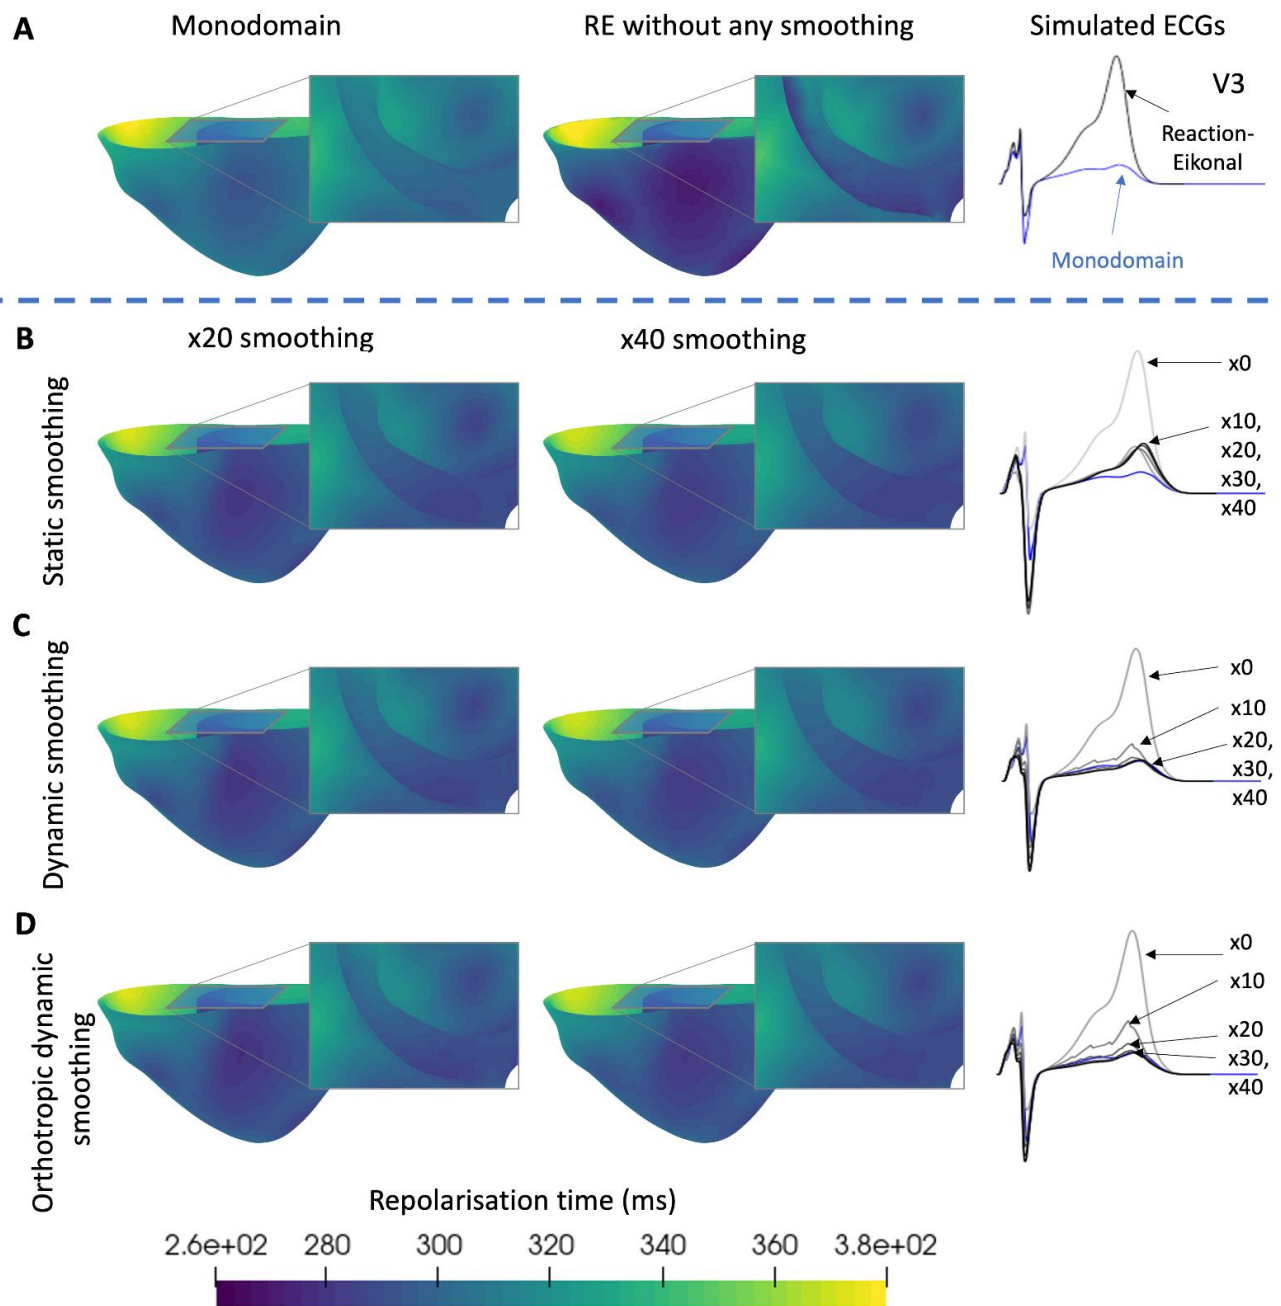 A
Monodomain
RE without any smoothing
Simulated ECGs
V3
Reaction-
Eikonal
Monodomain
B
x20 smoothing
x40 smoothing
Static smoothing
x0
x10,
x20,
x30,
x40
C
Dynamic smoothing
x0
x10
x20,
x30,
x40
D
Orthotropic dynamic
smoothing
x0
x10
x20
x30,
x40
Repolarisation time (ms)
2.6e+02 280 300 320 340 360 3.8e+02